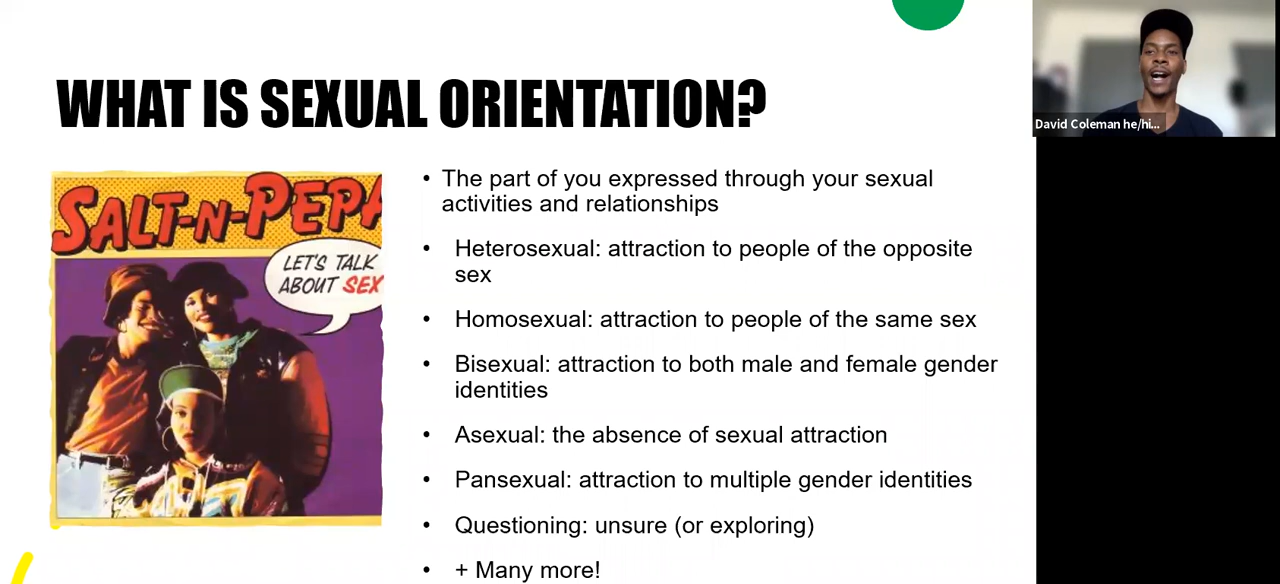 WHAT IS SEXUAL ORIENTATION?
SALT-N-PEPA
LET'S TALK
ABOUT SEX
• The part of you expressed through your sexual
activities and relationships
• Heterosexual: attraction to people of the opposite
sex
• Homosexual: attraction to people of the same sex
• Bisexual: attraction to both male and female gender
identities
• Asexual: the absence of sexual attraction
• Pansexual: attraction to multiple gender identities
• Questioning: unsure (or exploring)
• + Many more!
David Coleman he/hi...